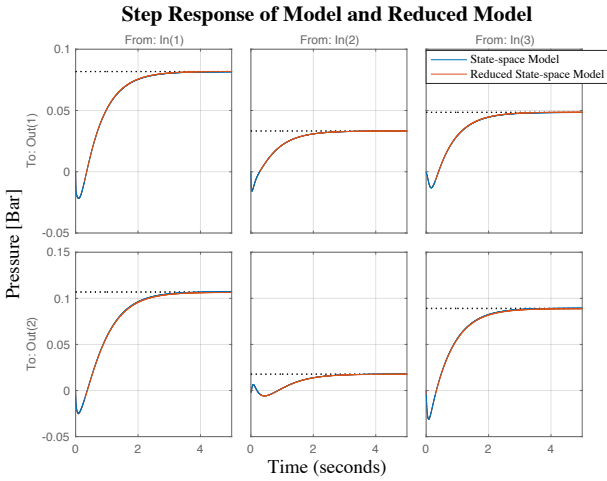 Step Response of Model and Reduced Model
From: In(1)
From: In(2)
From: In(3)
State-space Model
Reduced State-space Model
Pressure [Bar]
To: Out(1)
0.1
0.05
0
-0.05
To: Out(2)
0.15
0.1
0.05
0
-0.05
0 2 4
0 2 4
0 2 4
Time (seconds)